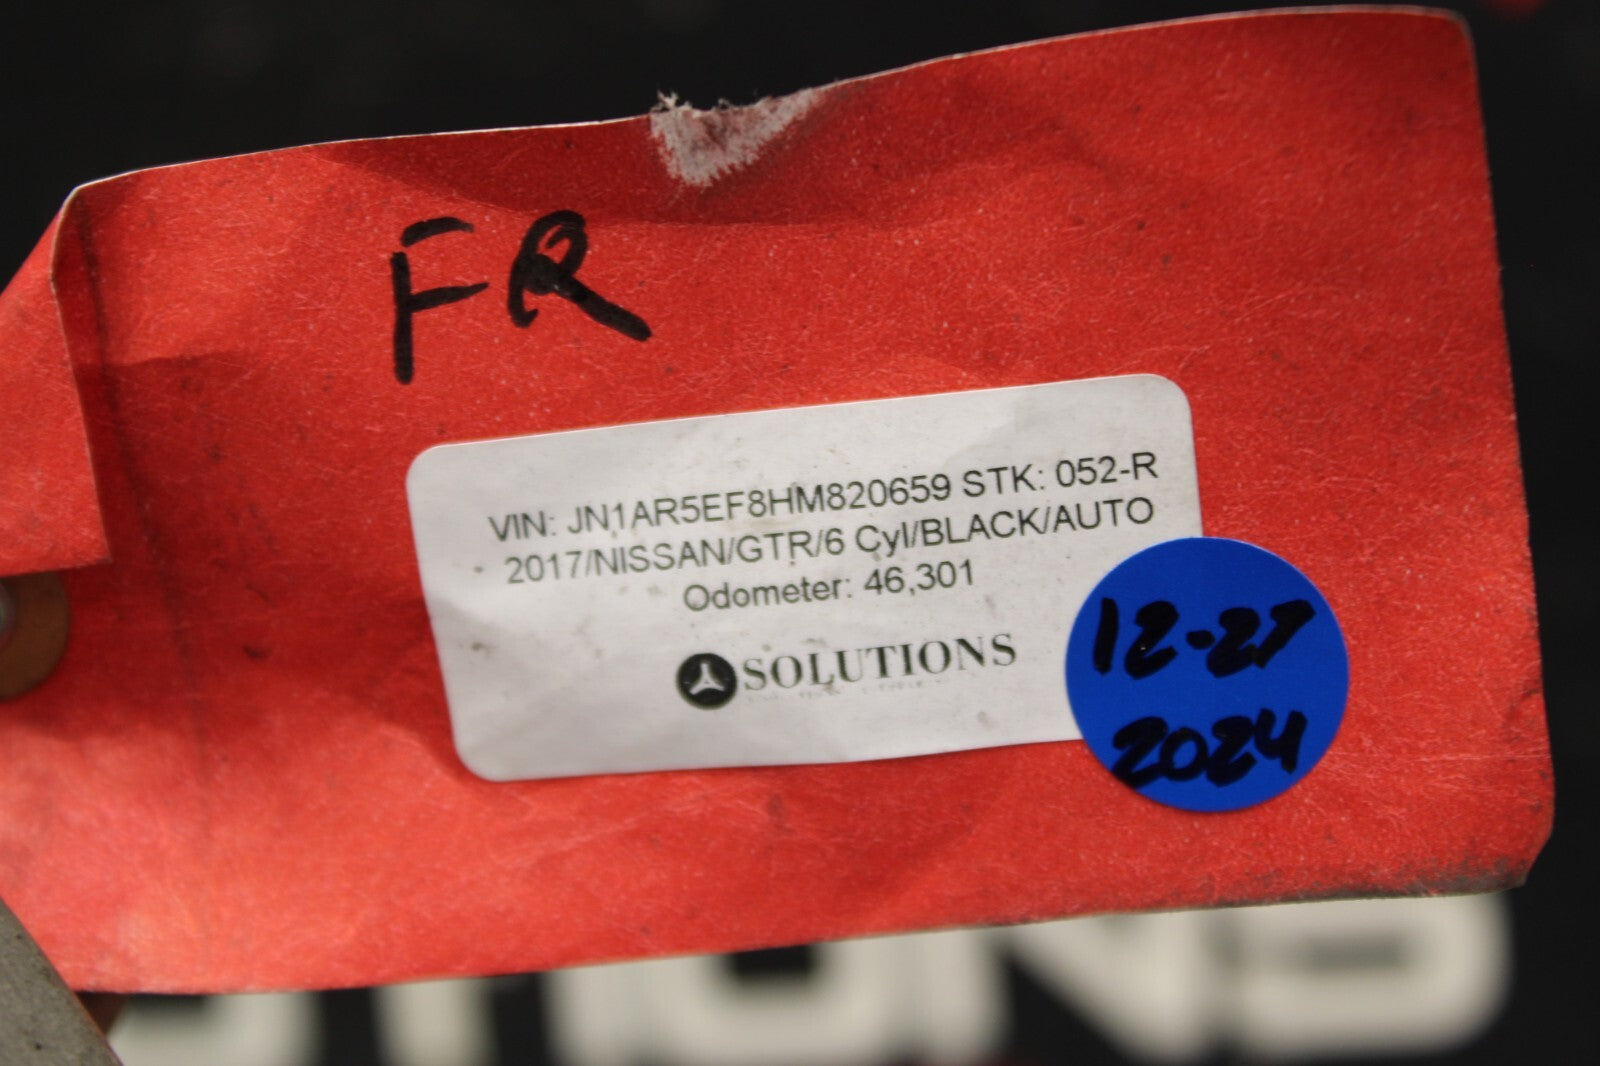 FR
VIN: JN1AR5EF8HM820659 STK: 052-R
2017/NISSAN/GTR/6 Cyl/BLACK/AUTO
Odometer: 46,301
SOLUTIONS
12-27
2024